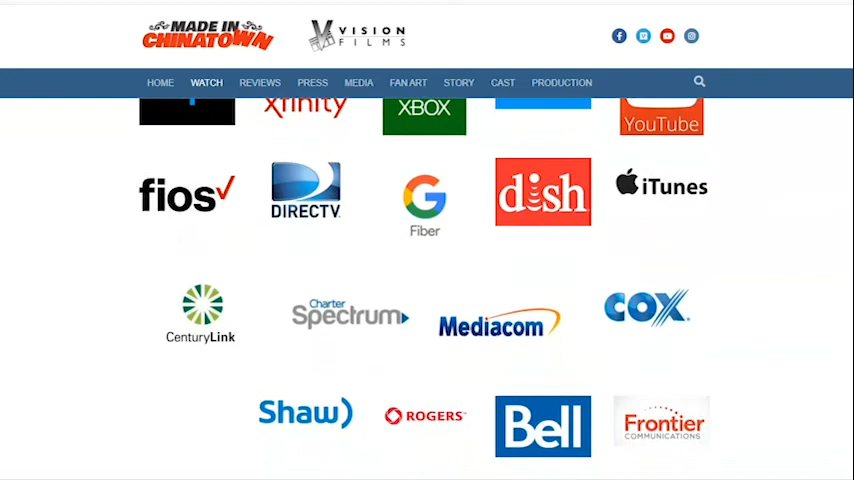 MADE IN
CHINATOWN
VISION
FILMS
HOME WATCH REVIEWS PRESS MEDIA FAN ART STORY CAST PRODUCTION
xfinity
XBOX
YouTube
fios
DIRECTV
Google Fiber
dish
iTunes
CenturyLink
Charter
Spectrum
Mediacom
COX
Shaw)
ROGERS
Bell
Frontier
COMMUNICATIONS